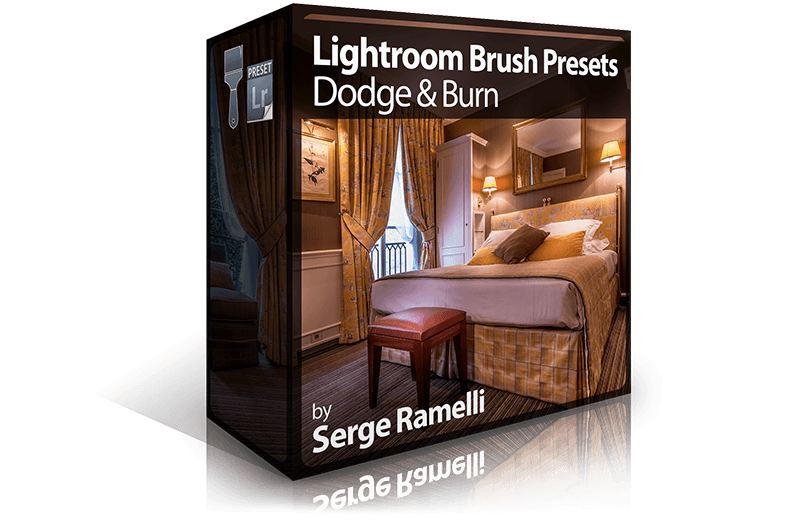 Lightroom Brush Presets
Dodge & Burn
PRESET
Lr
by
Serge Ramelli